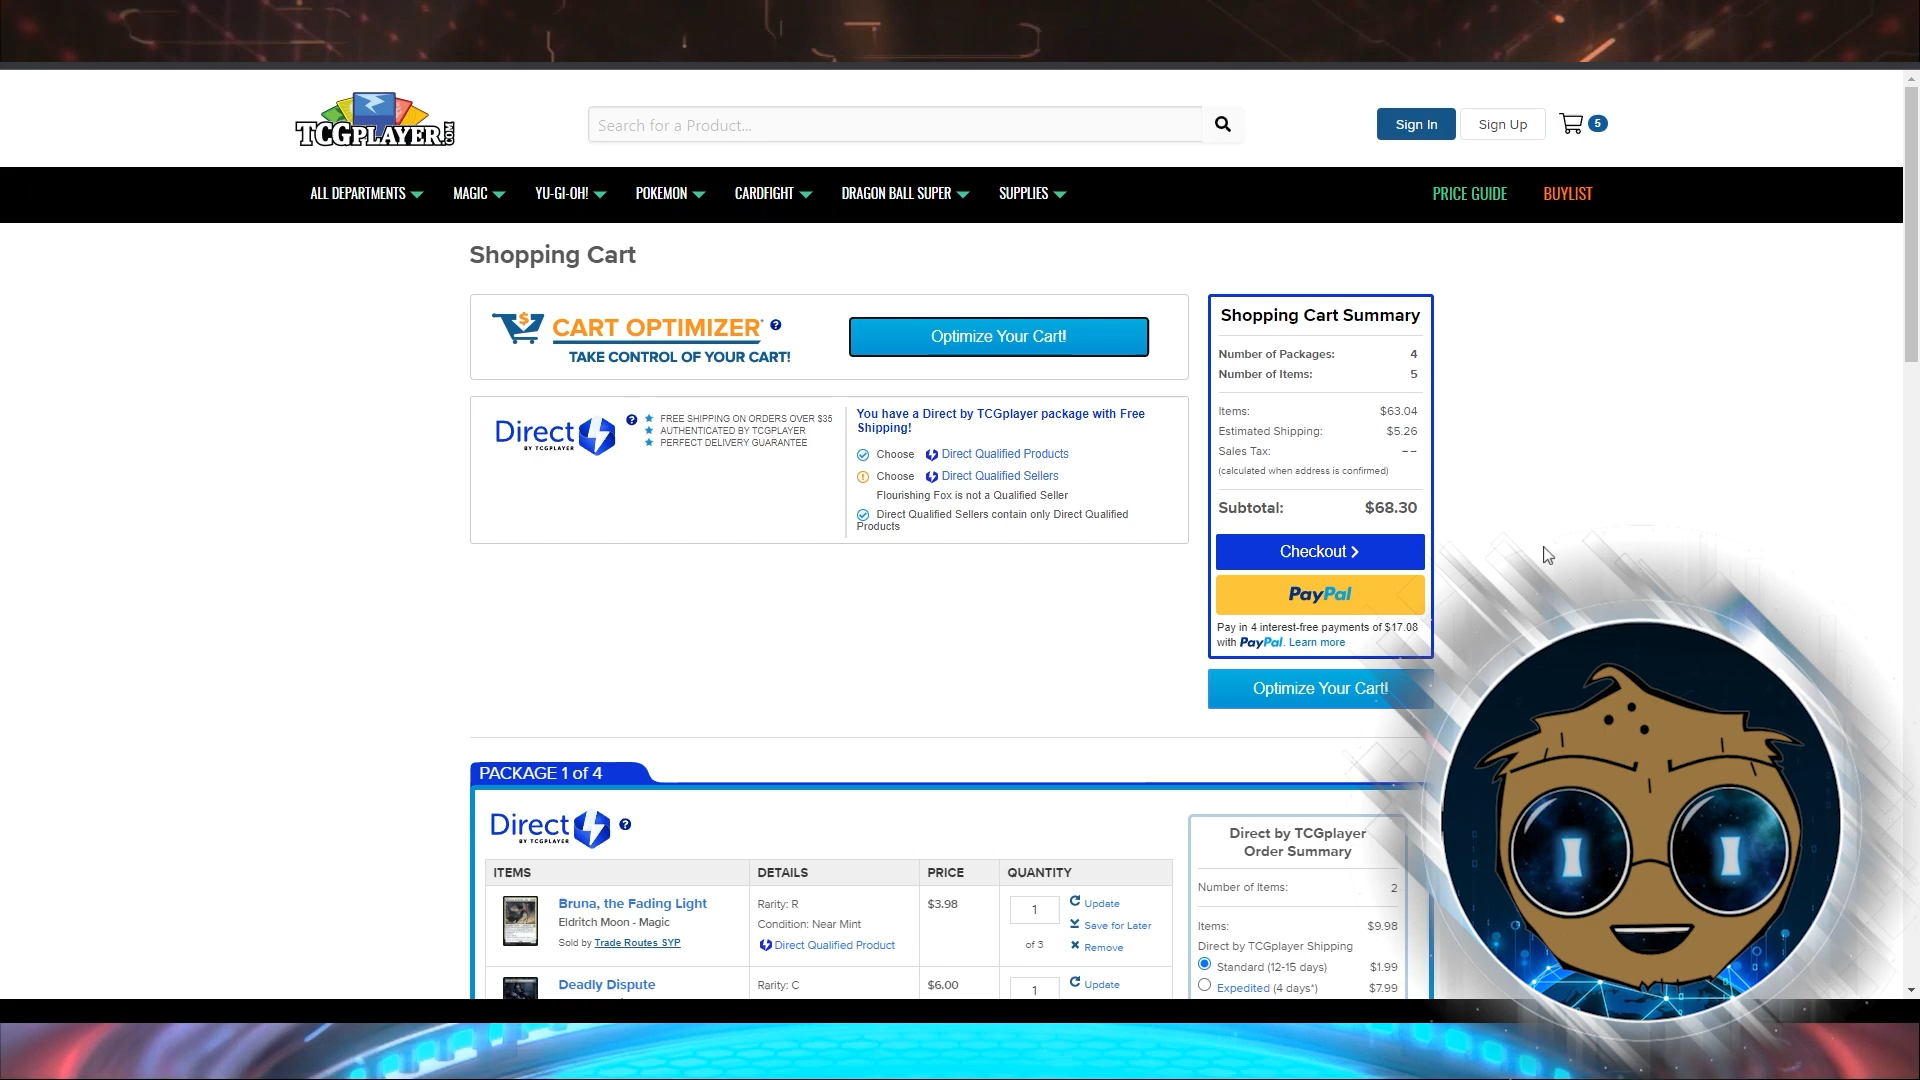 TCGPLAYER.COM
Search for a Product...
Sign In
Sign Up
5
ALL DEPARTMENTS
MAGIC
YU-GI-OH!
POKEMON
CARDFIGHT
DRAGON BALL SUPER
SUPPLIES
PRICE GUIDE
BUYLIST
Shopping Cart
CART OPTIMIZER
TAKE CONTROL OF YOUR CART!
Optimize Your Cart!
Direct
BY TCGPLAYER
FREE SHIPPING ON ORDERS OVER $35
AUTHENTICATED BY TCGPLAYER
PERFECT DELIVERY GUARANTEE
You have a Direct by TCGplayer package with Free
Shipping!
Choose Direct Qualified Products
Choose Direct Qualified Sellers
Flourishing Fox is not a Qualified Seller
Direct Qualified Sellers contain only Direct Qualified
Products
Shopping Cart Summary
Number of Packages: 4
Number of Items: 5
Items: $63.04
Estimated Shipping: $5.26
Sales Tax: --
(calculated when address is confirmed)
Subtotal: $68.30
Checkout
PayPal
Pay in 4 interest-free payments of $17.08
with PayPal. Learn more
Optimize Your Cart!
PACKAGE 1 of 4
Direct
BY TCGPLAYER
ITEMS DETAILS PRICE QUANTITY
Bruna, the Fading Light
Eldritch Moon - Magic
Sold by Trade Routes SYP
Rarity: R
Condition: Near Mint
Direct Qualified Product
$3.98
1
of 3
Update
Save for Later
Remove
Deadly Dispute
Rarity: C
$6.00
1
Update
Direct by TCGplayer
Order Summary
Number of Items: 2
Items: $9.98
Direct by TCGplayer Shipping
Standard (12-15 days) $1.99
Expedited (4 days*) $7.99